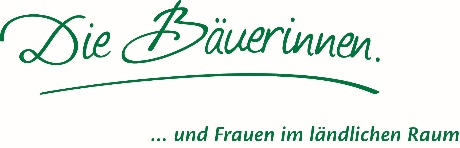 Die Bäuerinnen.
... und Frauen im ländlichen Raum